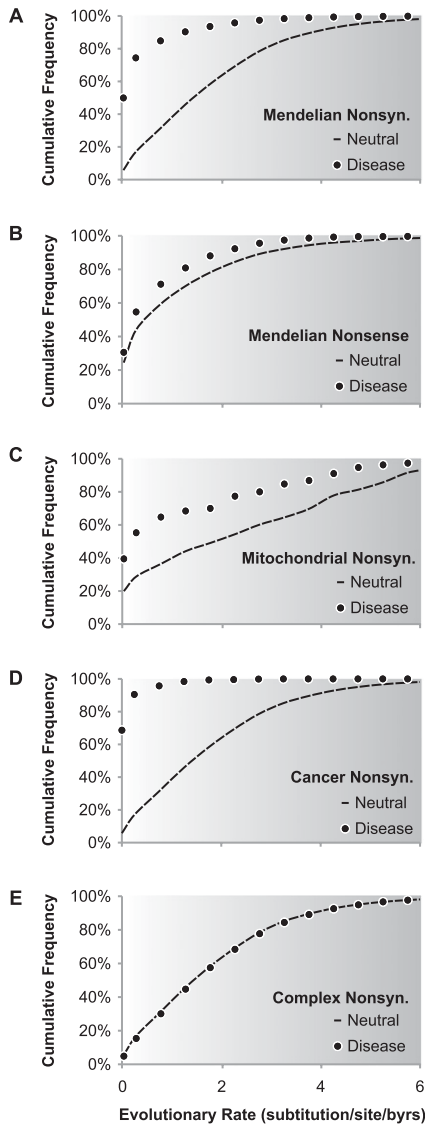 A
Cumulative Frequency
100%
80%
60%
40%
20%
0%
Mendelian Nonsyn.
Neutral
Disease
B
Cumulative Frequency
100%
80%
60%
40%
20%
0%
Mendelian Nonsense
Neutral
Disease
C
Cumulative Frequency
100%
80%
60%
40%
20%
0%
Mitochondrial Nonsyn.
Neutral
Disease
D
Cumulative Frequency
100%
80%
60%
40%
20%
0%
Cancer Nonsyn.
Neutral
Disease
E
Cumulative Frequency
100%
80%
60%
40%
20%
0%
Complex Nonsyn.
Neutral
Disease
0 2 4 6
Evolutionary Rate (subtitution/site/byrs)